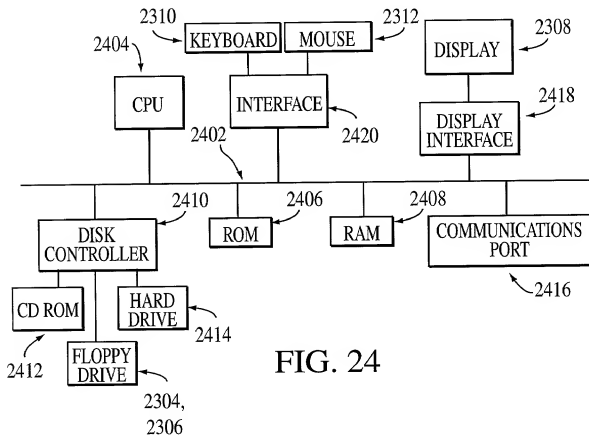 2310
KEYBOARD
MOUSE
2312
2404
DISPLAY
2308
CPU
INTERFACE
2420
DISPLAY
INTERFACE
2418
2402
2410
DISK
CONTROLLER
ROM
2406
RAM
2408
COMMUNICATIONS
PORT
2416
CD ROM
2412
HARD
DRIVE
2414
FLOPPY
DRIVE
2304,
2306
FIG. 24